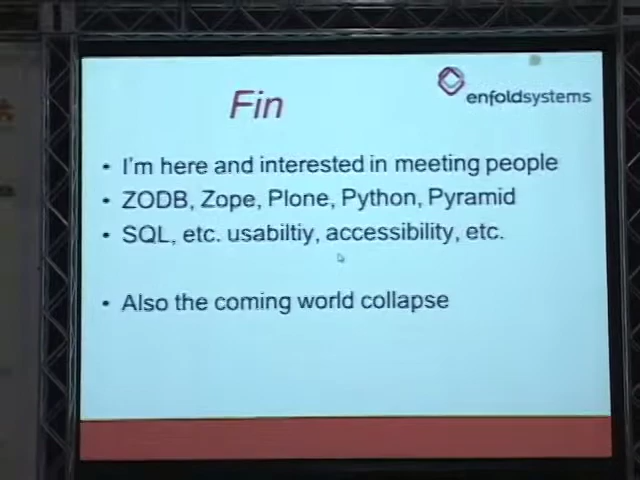 Fin
enfoldsystems
• I'm here and interested in meeting people
• ZODB, Zope, Plone, Python, Pyramid
• SQL, etc. usabiltiy, accessibility, etc.
• Also the coming world collapse